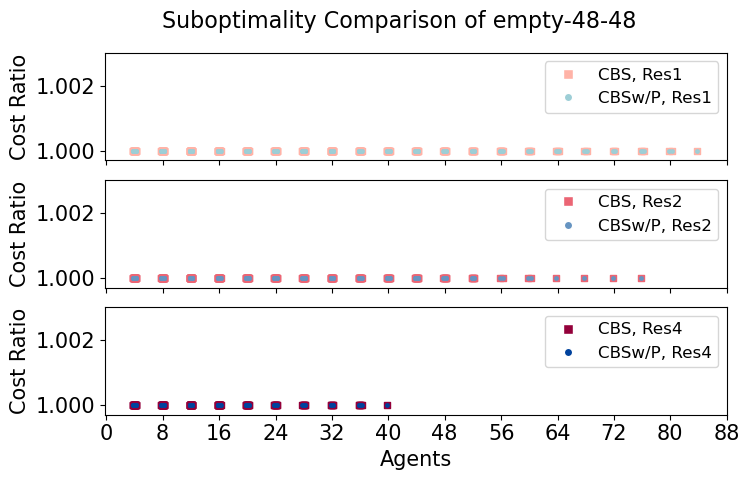 Suboptimality Comparison of empty-48-48
Cost Ratio
1.002
1.000
CBS, Res1
CBSw/P, Res1
Cost Ratio
1.002
1.000
CBS, Res2
CBSw/P, Res2
Cost Ratio
1.002
1.000
CBS, Res4
CBSw/P, Res4
0 8 16 24 32 40 48 56 64 72 80 88
Agents